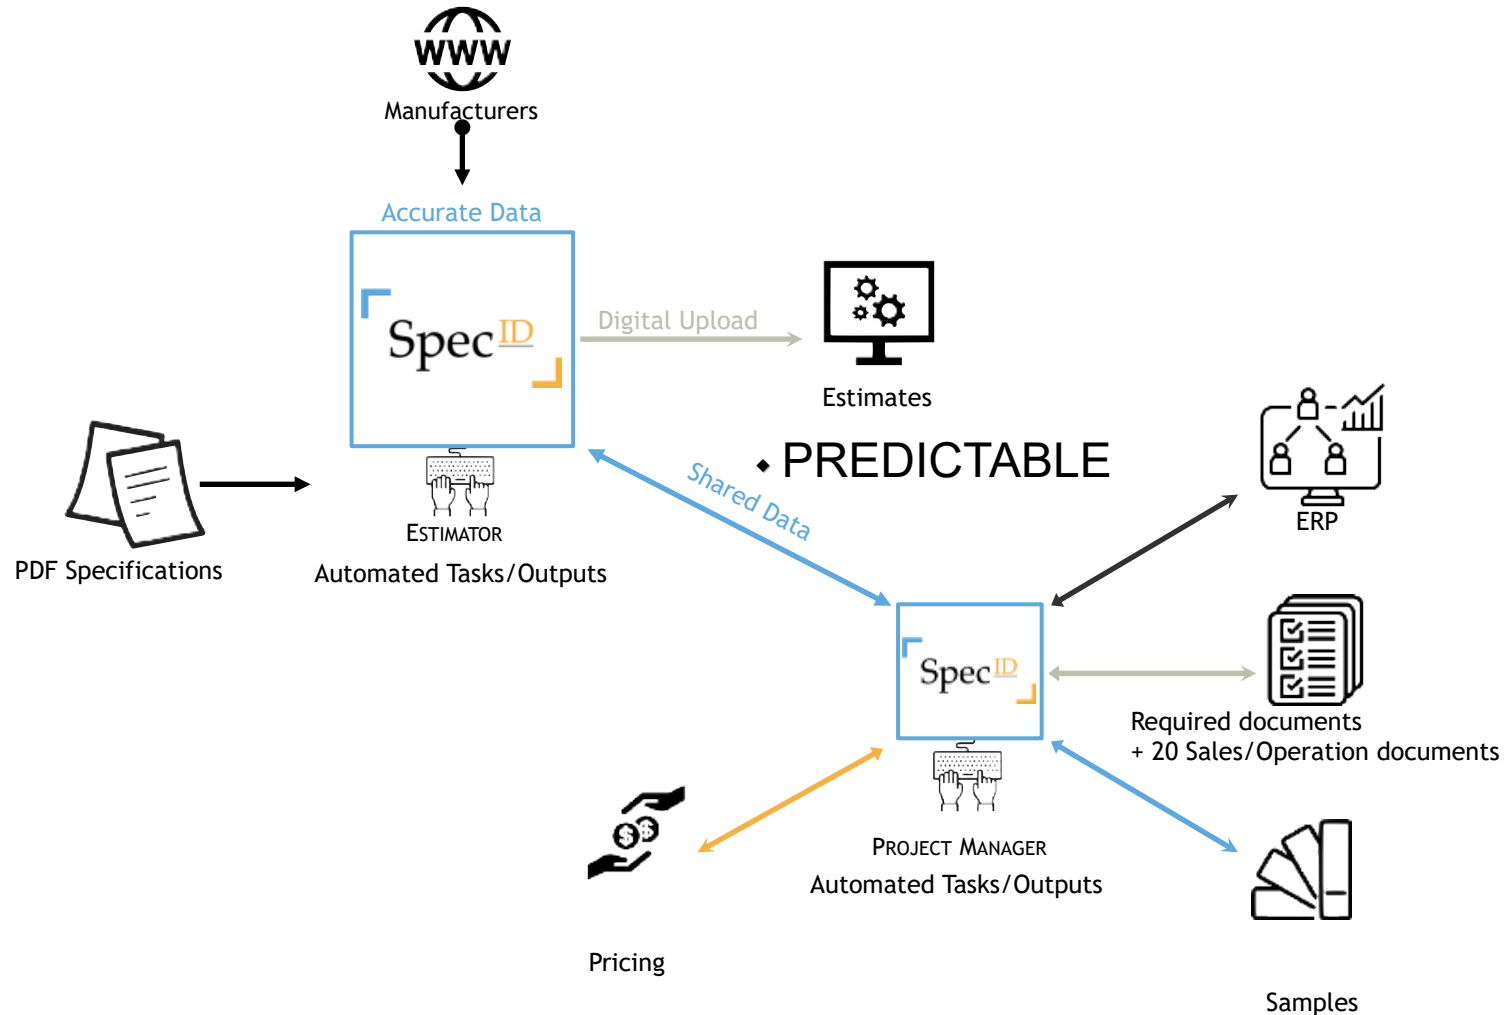 WWW
Manufacturers
Accurate Data
Spec ID
Digital Upload
Estimates
◆ PREDICTABLE
Shared Data
ERP
ESTIMATOR
PDF Specifications
Automated Tasks/Outputs
Spec ID
Required documents
+ 20 Sales/Operation documents
$ $
PROJECT MANAGER
Automated Tasks/Outputs
Pricing
Samples